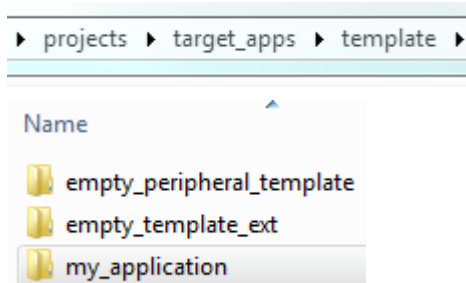 projects ▸ target_apps ▸ template ▸
Name
empty_peripheral_template
empty_template_ext
my_application